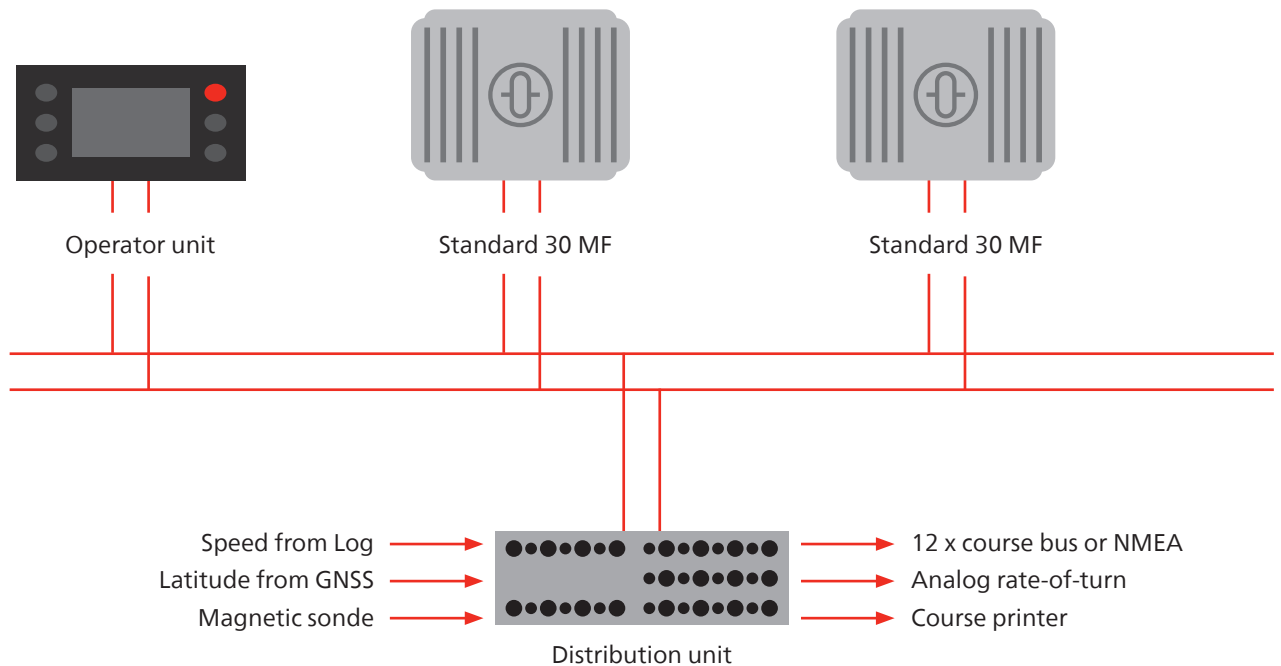 Operator unit
Standard 30 MF
Standard 30 MF
Speed from Log
Latitude from GNSS
Magnetic sonde
12 x course bus or NMEA
Analog rate-of-turn
Course printer
Distribution unit